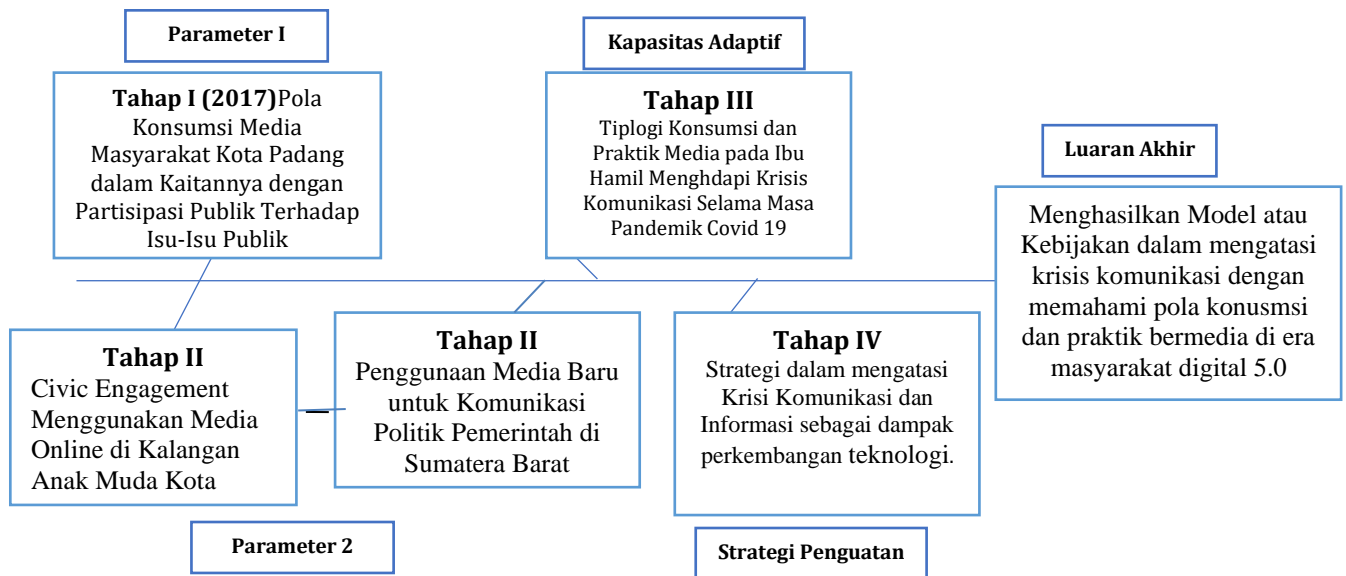 Parameter I
Tahap I (2017)Pola
Konsumsi Media
Masyarakat Kota Padang
dalam Kaitannya dengan
Partisipasi Publik Terhadap
Isu-Isu Publik
Kapasitas Adaptif
Tahap III
Tiplogi Konsumsi dan
Praktik Media pada Ibu
Hamil Menghdapi Krisis
Komunikasi Selama Masa
Pandemik Covid 19
Luaran Akhir
Menghasilkan Model atau
Kebijakan dalam mengatasi
krisis komunikasi dengan
memahami pola konusmsi
dan praktik bermedia di era
masyarakat digital 5.0
Tahap II
Civic Engagement
Menggunakan Media
Online di Kalangan
Anak Muda Kota
Tahap II
Penggunaan Media Baru
untuk Komunikasi
Politik Pemerintah di
Sumatera Barat
Tahap IV
Strategi dalam mengatasi
Krisi Komunikasi dan
Informasi sebagai dampak
perkembangan teknologi.
Parameter 2
Strategi Penguatan